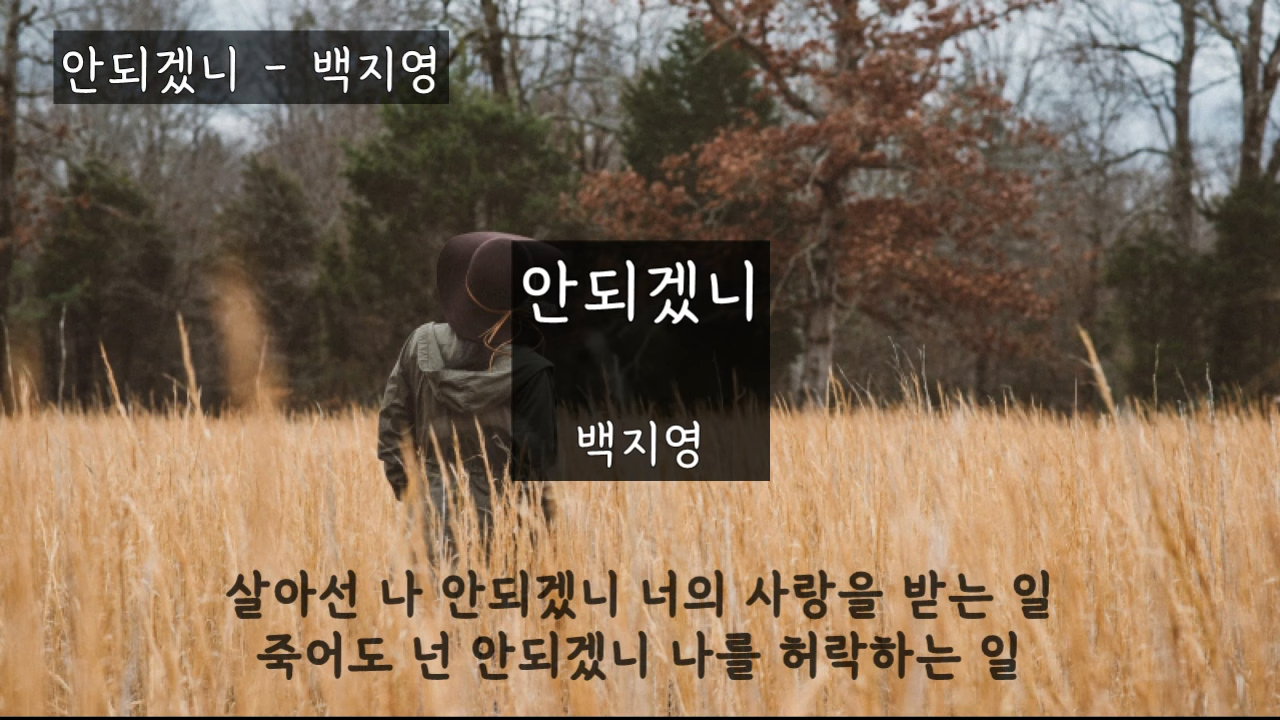 안되겠니 - 백지영
안되겠니
백지영
살아선 나 안되겠니 너의 사랑을 받는 일
죽어도 넌 안되겠니 나를 허락하는 일